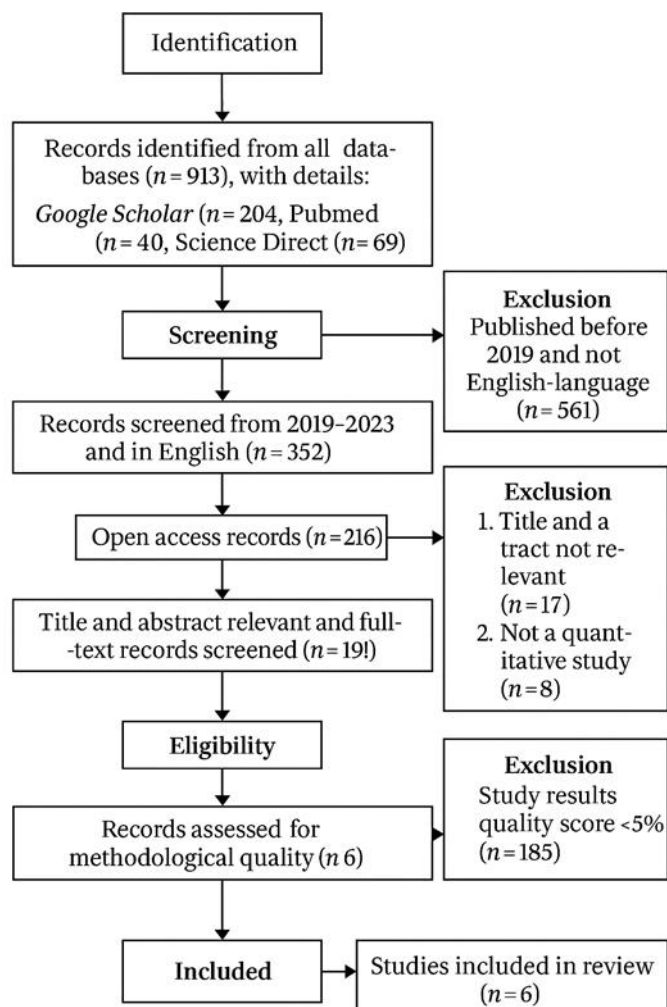 Identification
Records identified from all data-
bases (n = 913), with details:
Google Scholar (n = 204, Pubmed
(n = 40, Science Direct (n = 69)
Screening
Exclusion
Published before
2019 and not
English-language
(n = 561)
Records screened from 2019–2023
and in English (n = 352)
Open access records (n = 216)
Exclusion
1. Title and a
tract not re-
levant
(n = 17)
2. Not a quant-
itative study
(n = 8)
Title and abstract relevant and full-
-text records screened (n = 19!)
Eligibility
Exclusion
Study results
quality score <5%
(n = 185)
Records assessed for
methodological quality (n 6)
Included
Studies included in review
(n = 6)